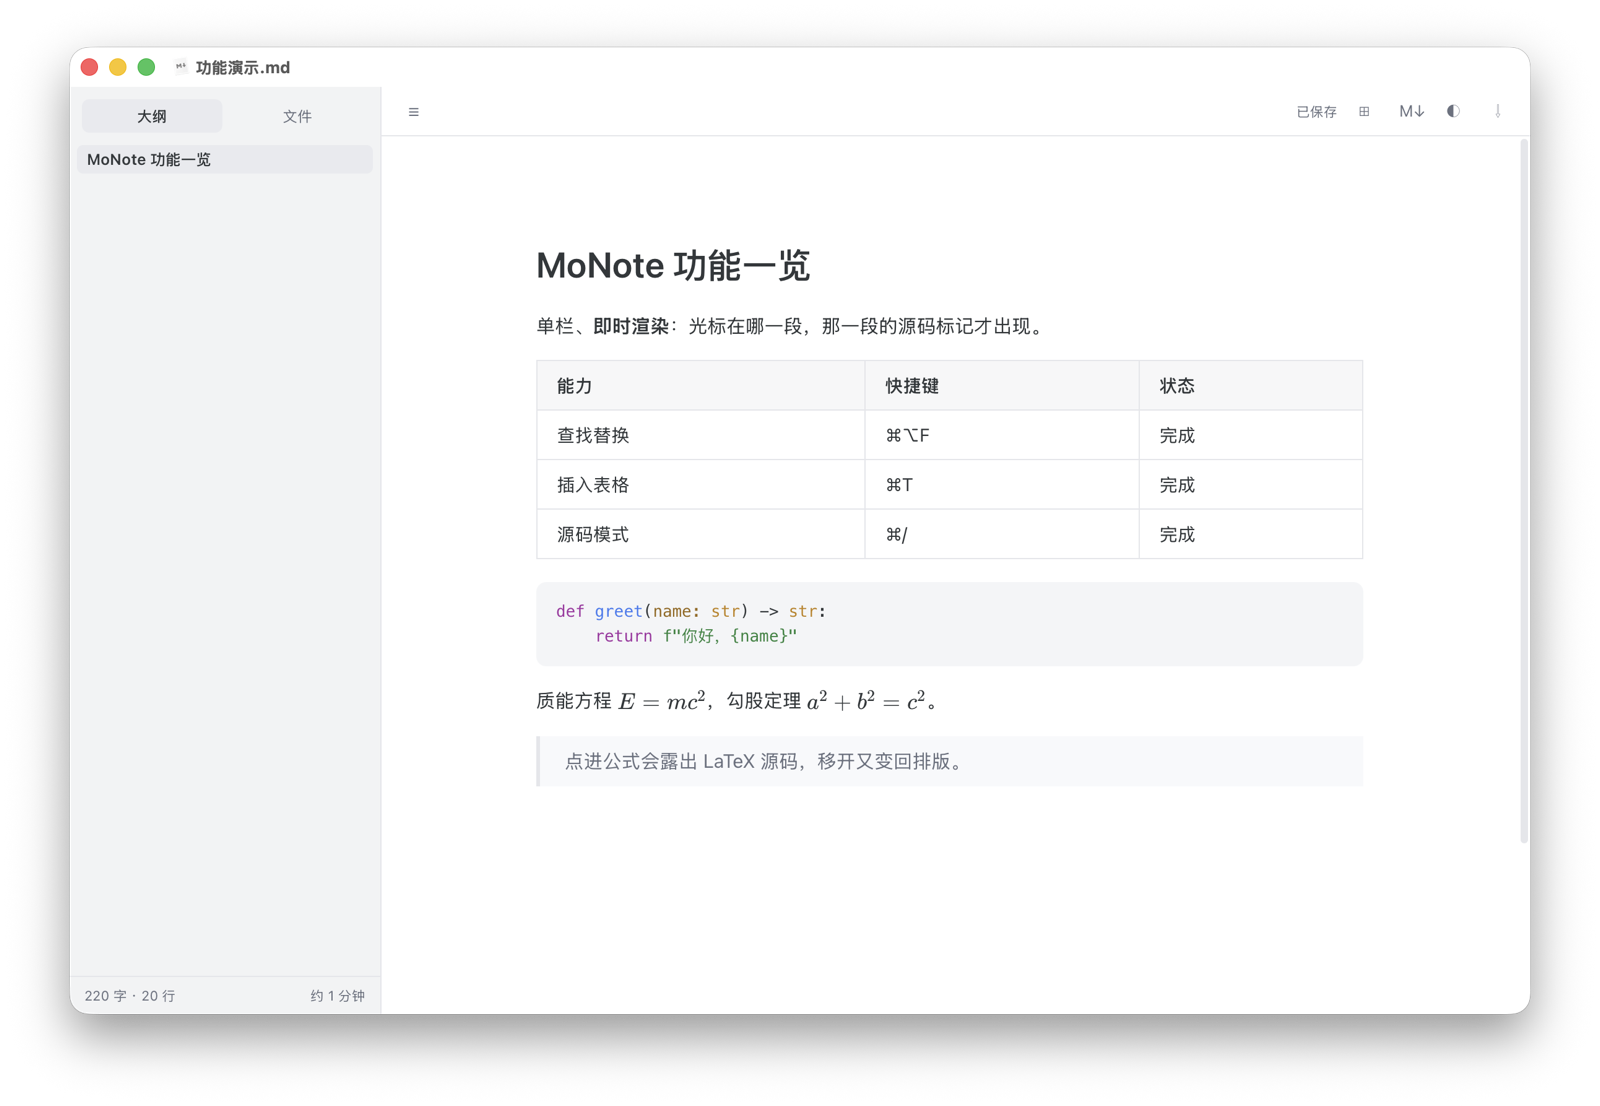 功能演示.md
大纲 文件
MoNote 功能一览
已保存 M↓
MoNote 功能一览
单栏、即时渲染：光标在哪一段，那一段的源码标记才出现。
能力 快捷键 状态
查找替换 ⌘⌥F 完成
插入表格 ⌘T 完成
源码模式 ⌘/ 完成
def greet(name: str) -> str:
    return f"你好，{name}"
质能方程 E = mc²，勾股定理 a² + b² = c²。
点进公式会露出 LaTeX 源码，移开又变回排版。
220 字 · 20 行 约 1 分钟